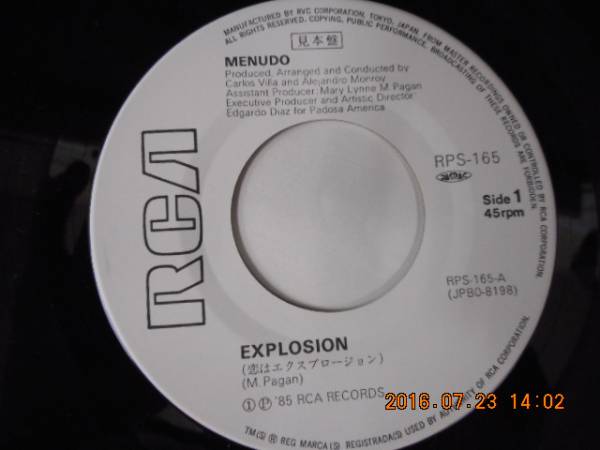 MANUFACTURED BY RVC CORPORATION, TOKYO, JAPAN, FROM MASTER RECORDINGS OWNED OR CONTROLLED BY RCA CORPORATION.
ALL RIGHTS RESERVED. COPYING, PUBLIC PERFORMANCE, BROADCASTING OF THESE RECORDS ARE FORBIDDEN.
見本盤
MENUDO
Produced, Arranged and Conducted by
Carlos Villa and Alejandro Monroy
Assistant Producer: Mary Lynne M. Pagan
Executive Producer and Artistic Director:
Edgardo Diaz for Padosa America
RCA
RPS-165
JASRAC
Side 1
45rpm
RPS-165-A
(JPBO-8198)
EXPLOSION
(恋はエクスプロージョン)
(M. Pagan)
① Ⓟ '85 RCA RECORDS
TM(S) ® REG MARCA(S) REGISTRADA(S) USED BY AUTHORITY OF RCA CORPORATION
2016.07.23 14:02